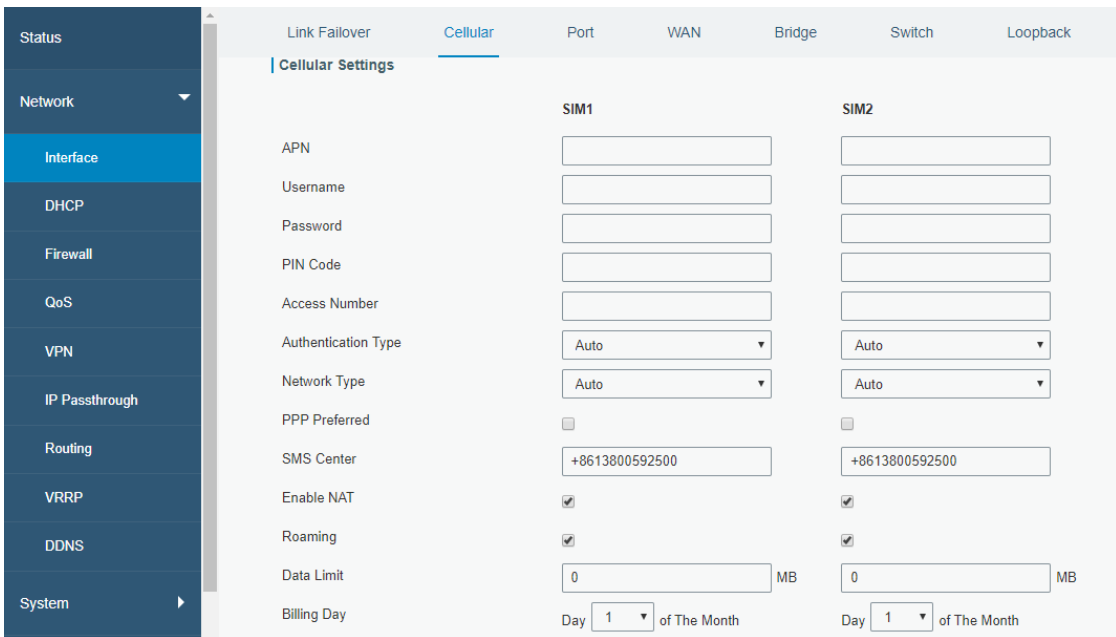 Status
Network
Interface
DHCP
Firewall
QoS
VPN
IP Passthrough
Routing
VRRP
DDNS
System
Link Failover Cellular Port WAN Bridge Switch Loopback
Cellular Settings
SIM1 SIM2
APN
Username
Password
PIN Code
Access Number
Authentication Type Auto Auto
Network Type Auto Auto
PPP Preferred
SMS Center +8613800592500 +8613800592500
Enable NAT
Roaming
Data Limit 0 MB 0 MB
Billing Day Day 1 of The Month Day 1 of The Month